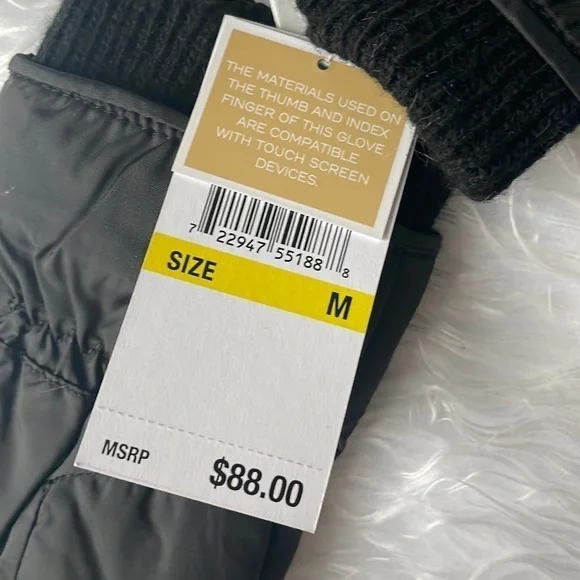 THE MATERIALS USED ON
THE THUMB AND INDEX
FINGER OF THIS GLOVE
ARE COMPATIBLE
WITH TOUCH SCREEN
DEVICES.
7 22947 55188 8
SIZE M
MSRP $88.00